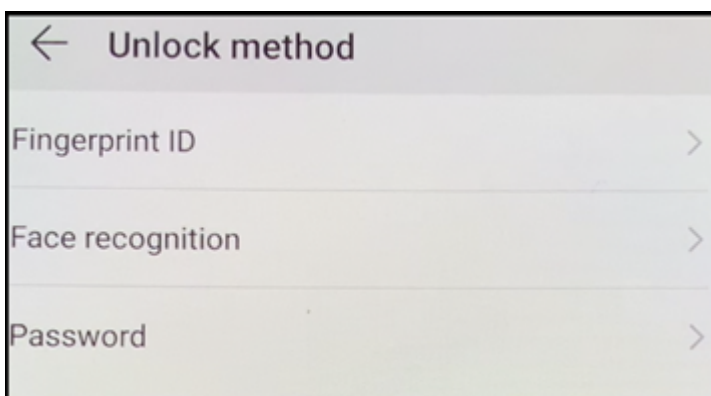 Unlock method
Fingerprint ID
Face recognition
Password